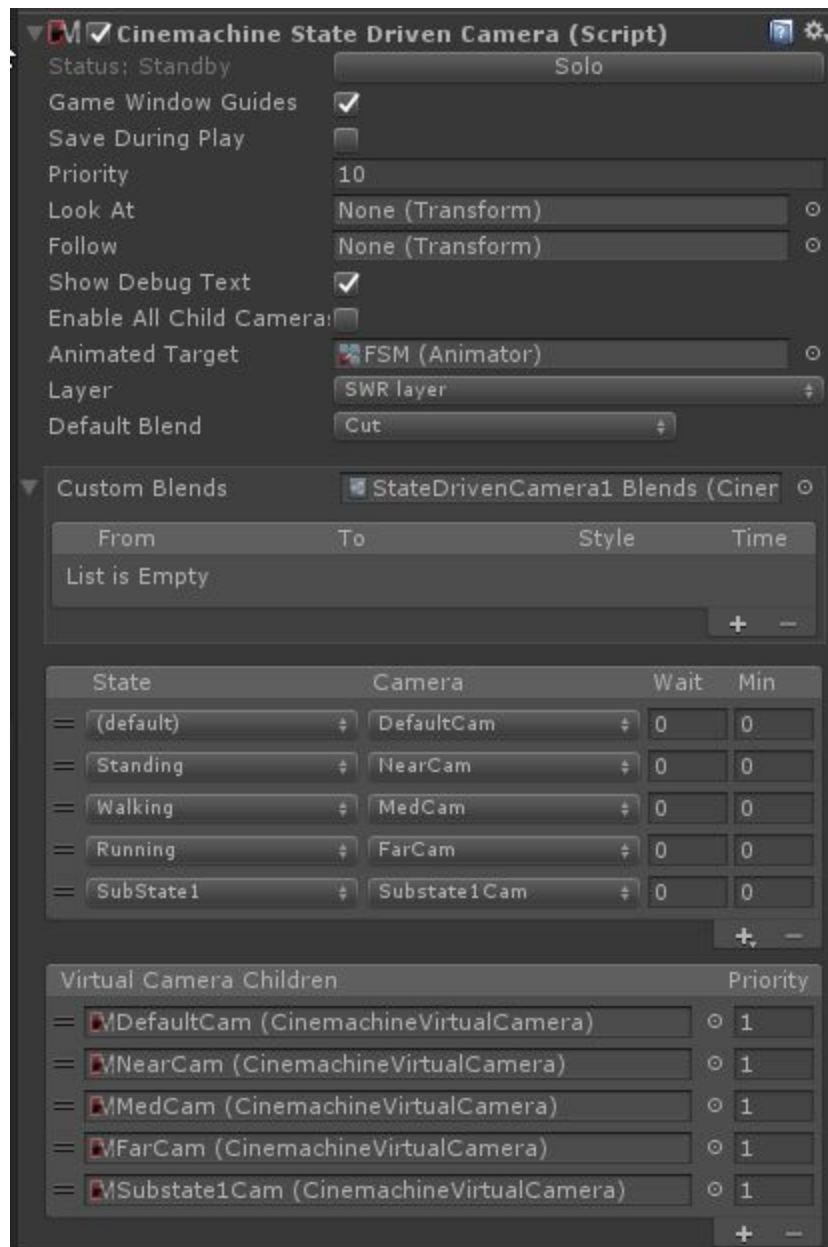 Cinemachine State Driven Camera (Script)
Status: Standby Solo
Game Window Guides
Save During Play
Priority 10
Look At None (Transform)
Follow None (Transform)
Show Debug Text
Enable All Child Cameras
Animated Target FSM (Animator)
Layer SWR layer
Default Blend Cut
Custom Blends StateDrivenCamera1 Blends (Ciner
From To Style Time
List is Empty
+ −
State Camera Wait Min
(default) DefaultCam 0 0
Standing NearCam 0 0
Walking MedCam 0 0
Running FarCam 0 0
SubState1 Substate1Cam 0 0
+ −
Virtual Camera Children Priority
DefaultCam (CinemachineVirtualCamera) 1
NearCam (CinemachineVirtualCamera) 1
MedCam (CinemachineVirtualCamera) 1
FarCam (CinemachineVirtualCamera) 1
Substate1Cam (CinemachineVirtualCamera) 1
+ −